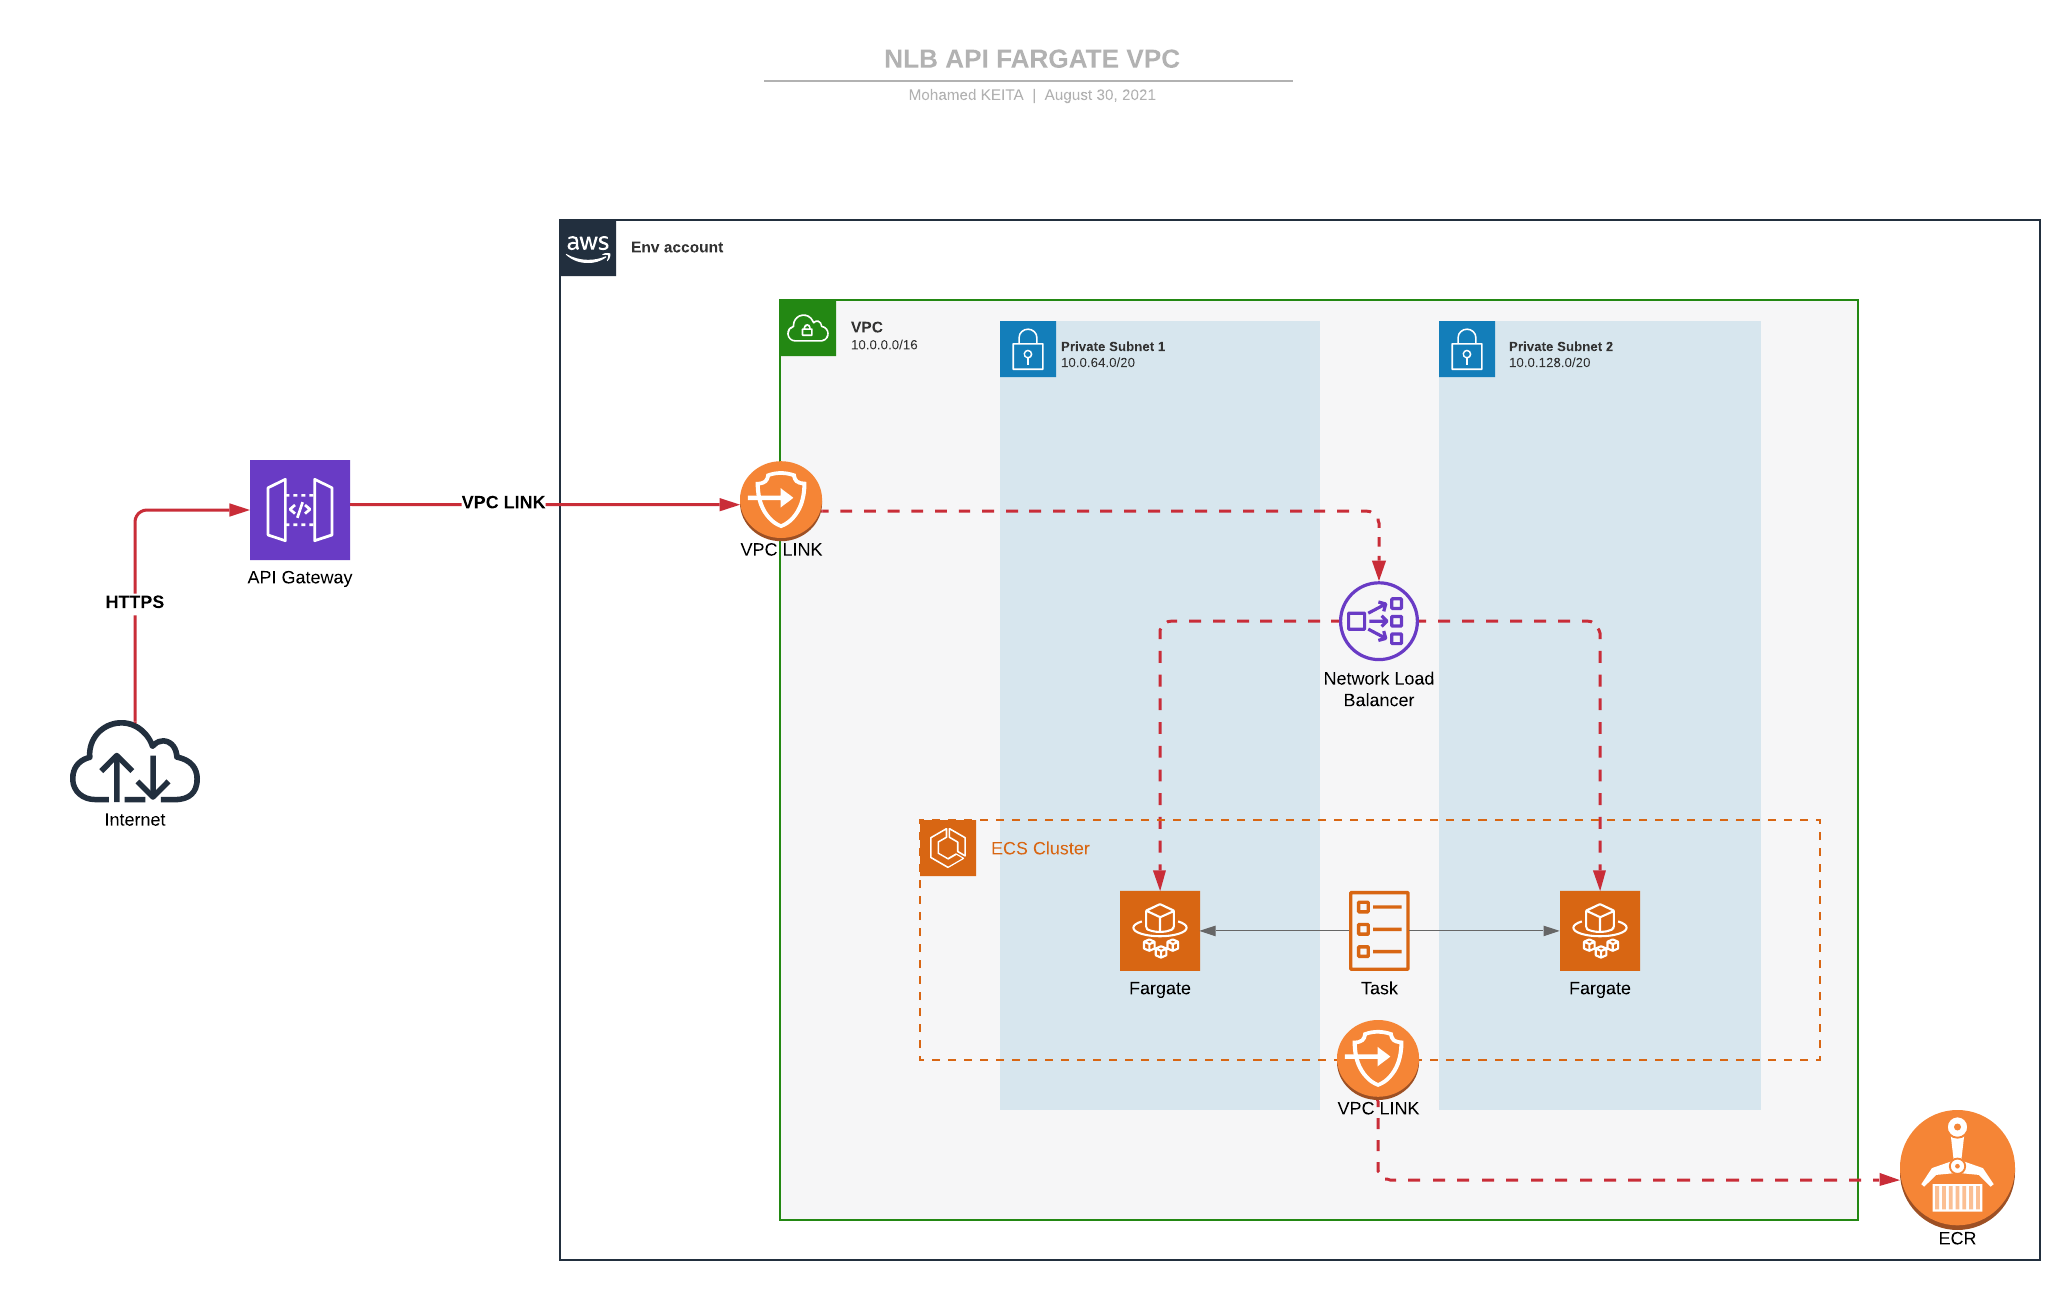 NLB API FARGATE VPC
Mohamed KEITA | August 30, 2021
aws
Env account
VPC
10.0.0.0/16
Private Subnet 1
10.0.64.0/20
Private Subnet 2
10.0.128.0/20
VPC LINK
VPC LINK
API Gateway
HTTPS
Network Load
Balancer
Internet
ECS Cluster
Fargate
Task
Fargate
VPC LINK
ECR